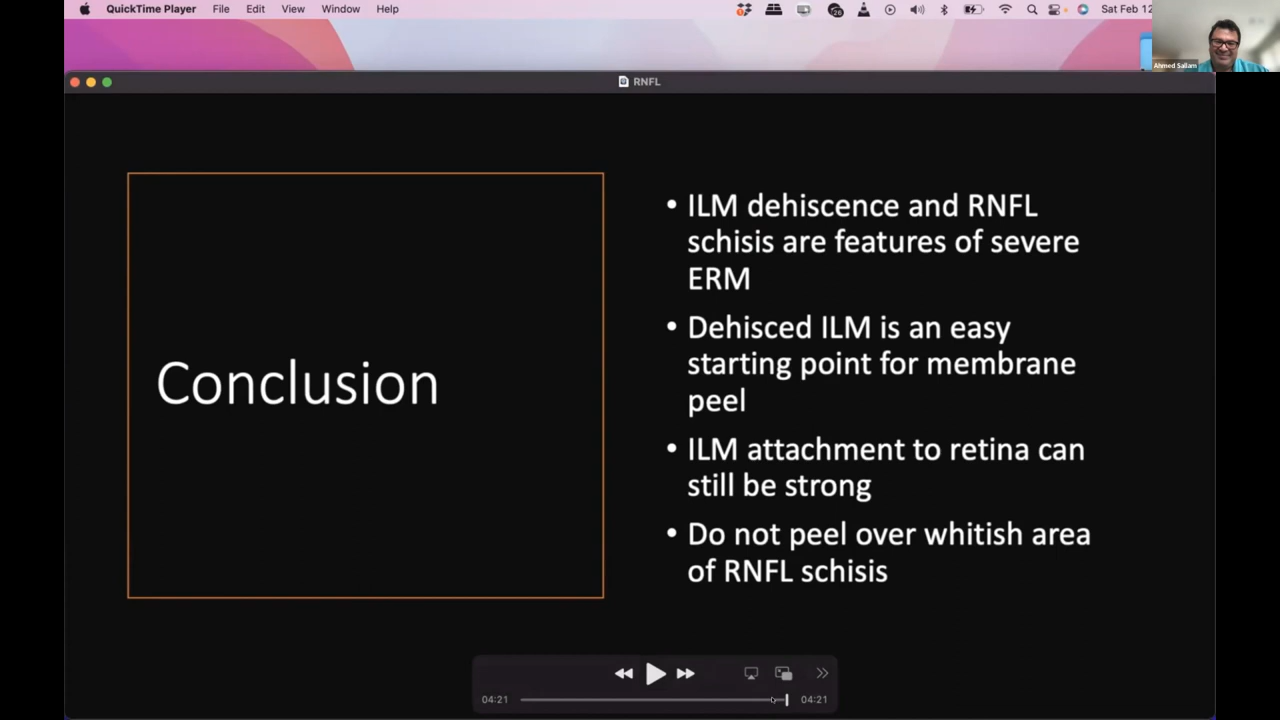 QuickTime Player File Edit View Window Help Sat Feb 12
Ahmed Sallam
RNFL
Conclusion
• ILM dehiscence and RNFL
schisis are features of severe
ERM
• Dehisced ILM is an easy
starting point for membrane
peel
• ILM attachment to retina can
still be strong
• Do not peel over whitish area
of RNFL schisis
04:21 04:21